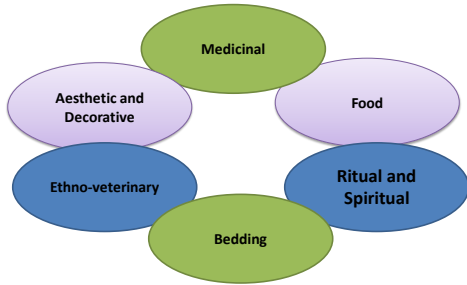 Medicinal
Aesthetic and
Decorative
Food
Ethno-veterinary
Ritual and
Spiritual
Bedding